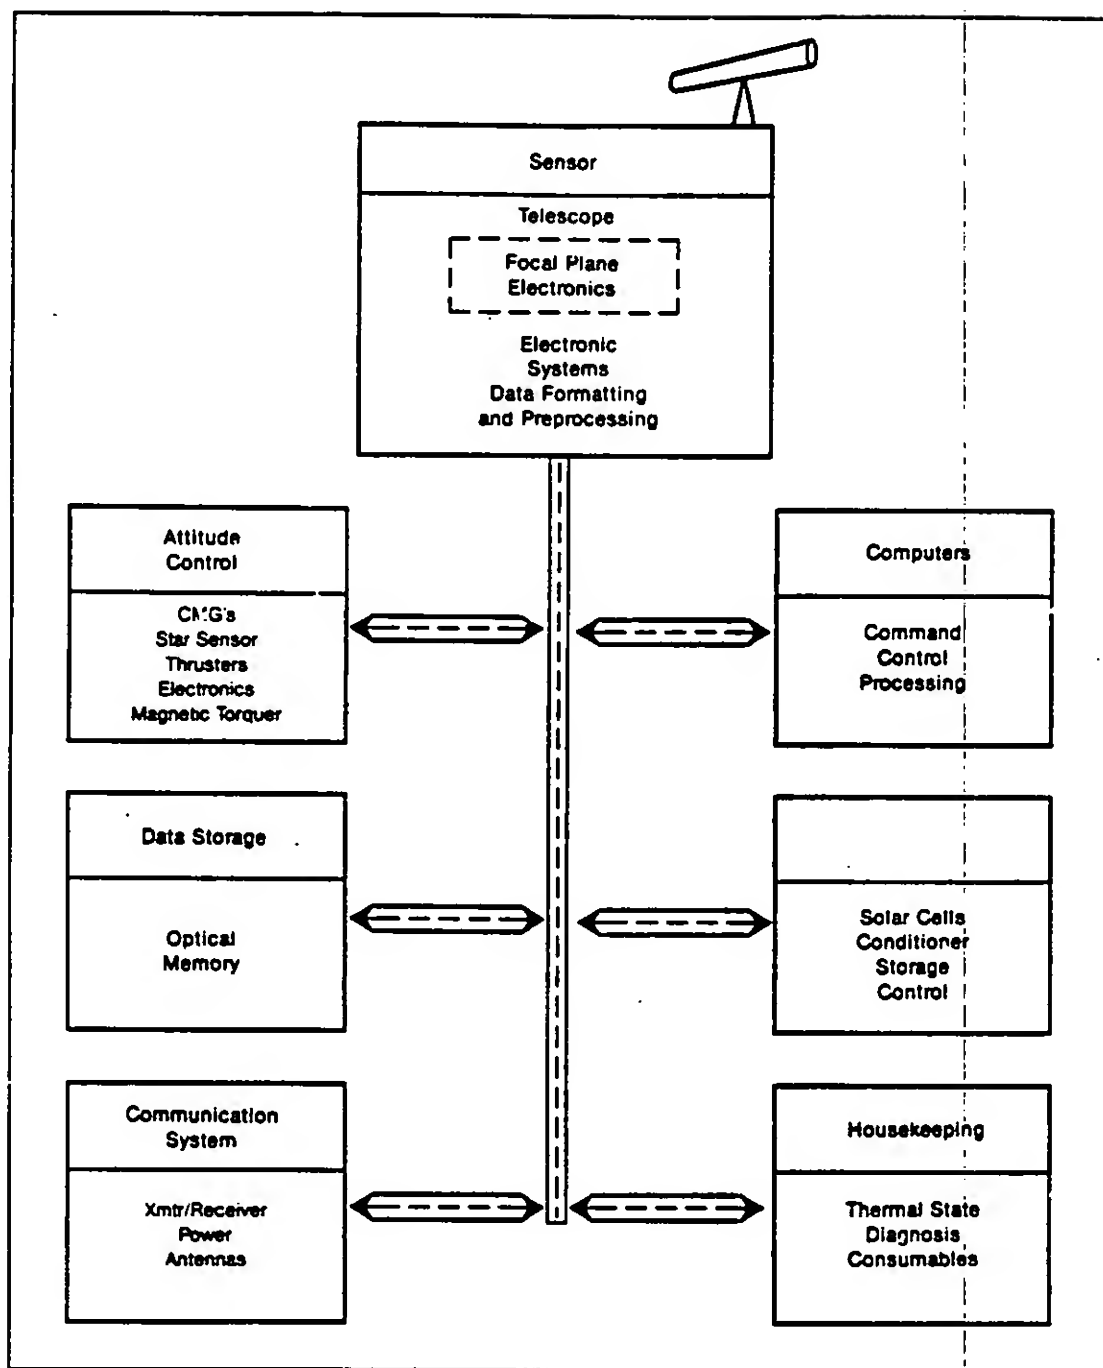 Sensor
Telescope
Focal Plane
Electronics
Electronic
Systems
Data Formatting
and Preprocessing
Attitude
Control
CMG's
Star Sensor
Thrusters
Electronics
Magnetic Torquer
Computers
Command
Control
Processing
Data Storage
Optical
Memory
Solar Cells
Conditioner
Storage
Control
Communication
System
Xmtr/Receiver
Power
Antennas
Housekeeping
Thermal State
Diagnosis
Consumables